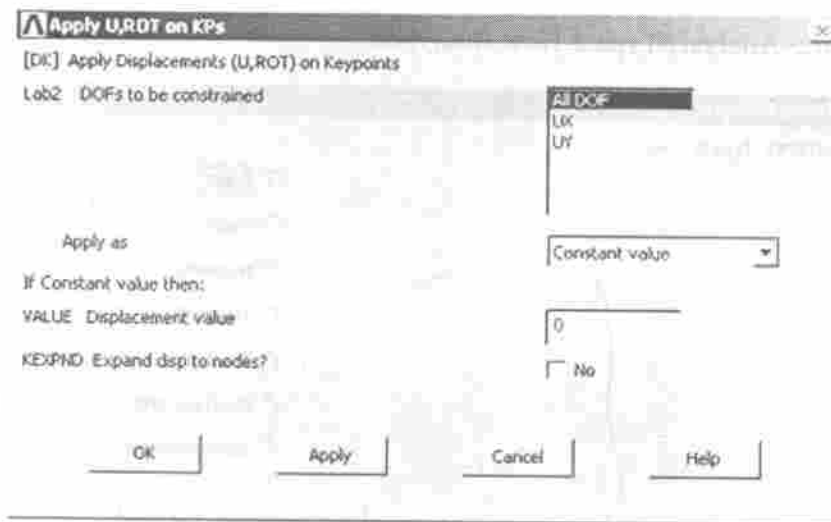 Apply U,ROT on KPs
[DK] Apply Displacements (U,ROT) on Keypoints
Lab2 DOFs to be constrained
All DOF
UX
UY
Apply as
Constant value
If Constant value then:
VALUE Displacement value
0
KEXPND Expand disp to nodes?
No
OK
Apply
Cancel
Help